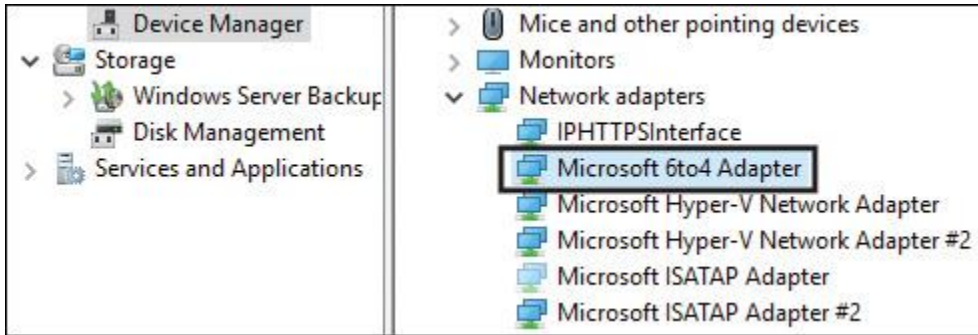 Device Manager
Storage
Windows Server Backup
Disk Management
Services and Applications
Mice and other pointing devices
Monitors
Network adapters
IPHTTPSInterface
Microsoft 6to4 Adapter
Microsoft Hyper-V Network Adapter
Microsoft Hyper-V Network Adapter #2
Microsoft ISATAP Adapter
Microsoft ISATAP Adapter #2